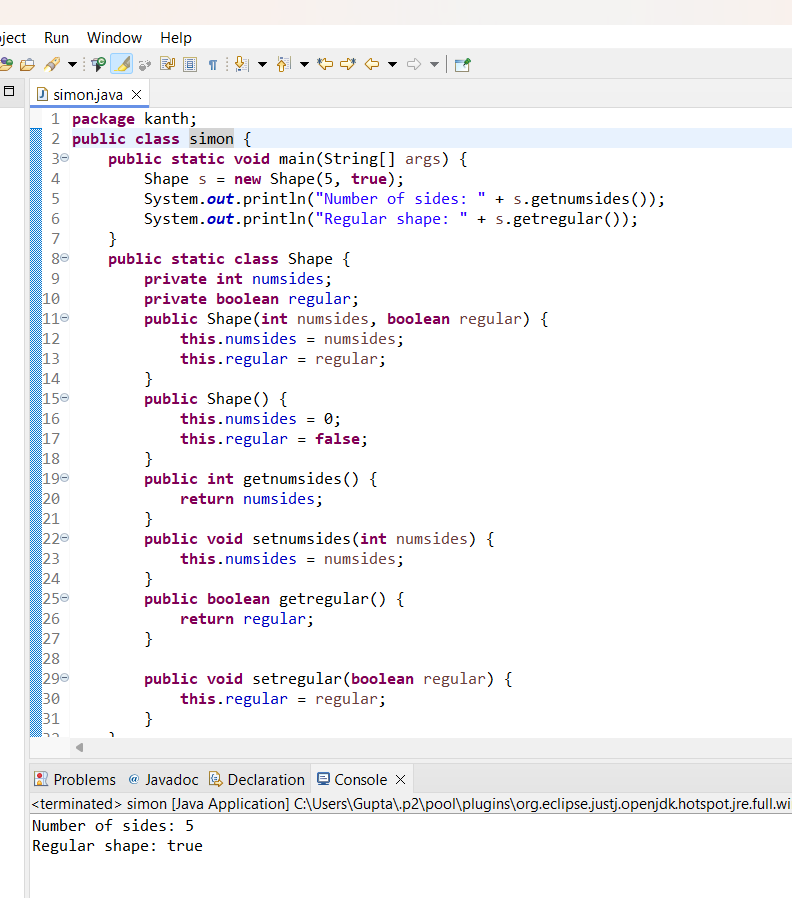 ject Run Window Help
simon.java
1 package kanth;
2 public class simon {
3 public static void main(String[] args) {
4 Shape s = new Shape(5, true);
5 System.out.println("Number of sides: " + s.getnumsides());
6 System.out.println("Regular shape: " + s.getregular());
7 }
8 public static class Shape {
9 private int numsides;
10 private boolean regular;
11 public Shape(int numsides, boolean regular) {
12 this.numsides = numsides;
13 this.regular = regular;
14 }
15 public Shape() {
16 this.numsides = 0;
17 this.regular = false;
18 }
19 public int getnumsides() {
20 return numsides;
21 }
22 public void setnumsides(int numsides) {
23 this.numsides = numsides;
24 }
25 public boolean getregular() {
26 return regular;
27 }
28
29 public void setregular(boolean regular) {
30 this.regular = regular;
31 }
Problems Javadoc Declaration Console
<terminated> simon [Java Application] C:\Users\Gupta\.p2\pool\plugins\org.eclipse.justj.openjdk.hotspot.jre.full.wi
Number of sides: 5
Regular shape: true